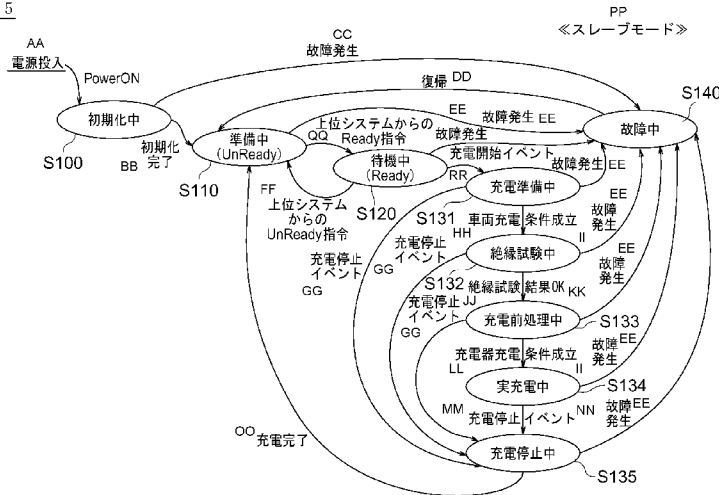 5
PP
≪スレーブモード≫
AA
電源投入
PowerON
CC
故障発生
復帰 DD
S140
故障中
初期化中
S100
初期化
完了
BB
準備中
(UnReady)
S110
QQ
上位システムからの
Ready指令
EE
故障発生 EE
故障発生
待機中
(Ready)
S120
充電開始イベント
RR
故障発生 EE
FF
上位システム
からの
UnReady指令
充電準備中
S131
EE
故障
発生
HH
車両充電 条件成立
II
充電停止
イベント
GG
GG
絶縁試験中
S132
EE
故障
発生
絶縁試験 結果OK KK
充電停止 JJ
イベント
GG
充電前処理中
S133
充電器充電 条件成立
LL
II
故障 EE
発生
実充電中
S134
MM
充電停止 イベント NN
故障 EE
発生
OO 充電完了
充電停止中
S135